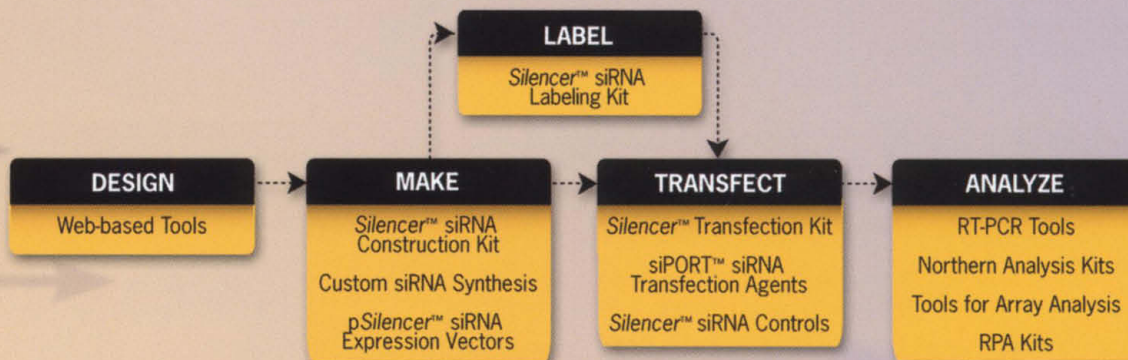 LABEL
Silencer™ siRNA
Labeling Kit
DESIGN
Web-based Tools
MAKE
Silencer™ siRNA
Construction Kit
Custom siRNA Synthesis
pSilencer™ siRNA
Expression Vectors
TRANSFECT
Silencer™ Transfection Kit
siPORT™ siRNA
Transfection Agents
Silencer™ siRNA Controls
ANALYZE
RT-PCR Tools
Northern Analysis Kits
Tools for Array Analysis
RPA Kits